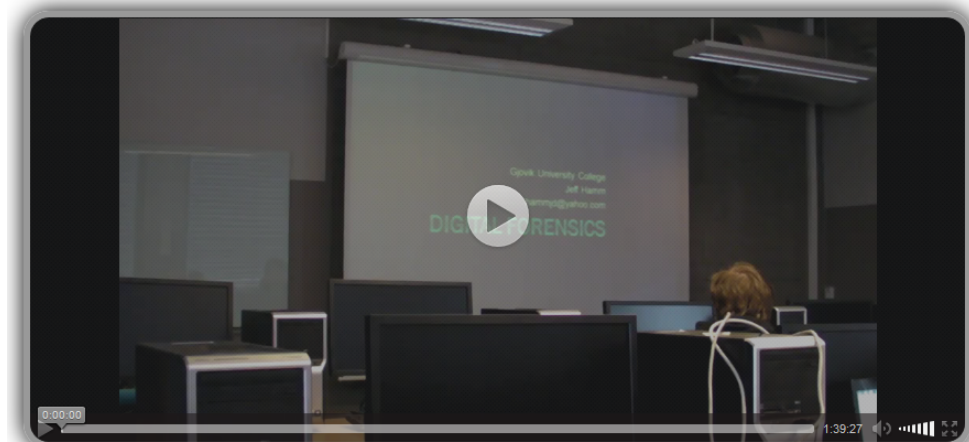 Gjovik University College
Jeff Hamm
DIGITAL FORENSICS
0:00:00
1:39:27